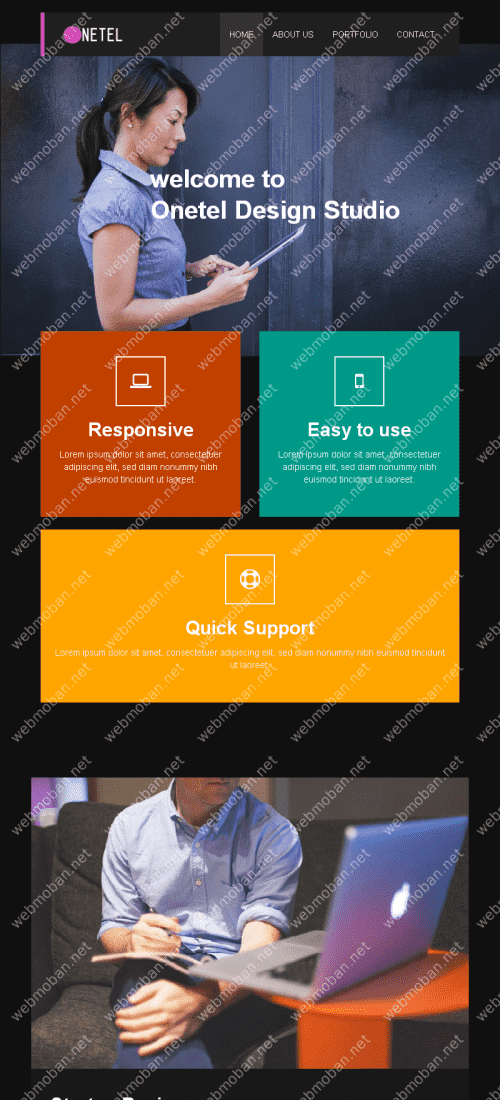 ONETEL
HOME ABOUT US PORTFOLIO CONTACT
welcome to
Onetel Design Studio
Responsive
Lorem ipsum dolor sit amet, consectetuer
adipiscing elit, sed diam nonummy nibh
euismod tincidunt ut laoreet.
Easy to use
Lorem ipsum dolor sit amet, consectetuer
adipiscing elit, sed diam nonummy nibh
euismod tincidunt ut laoreet.
Quick Support
Lorem ipsum dolor sit amet, consectetuer adipiscing elit, sed diam nonummy nibh euismod tincidunt
ut laoreet.
webmoban.net